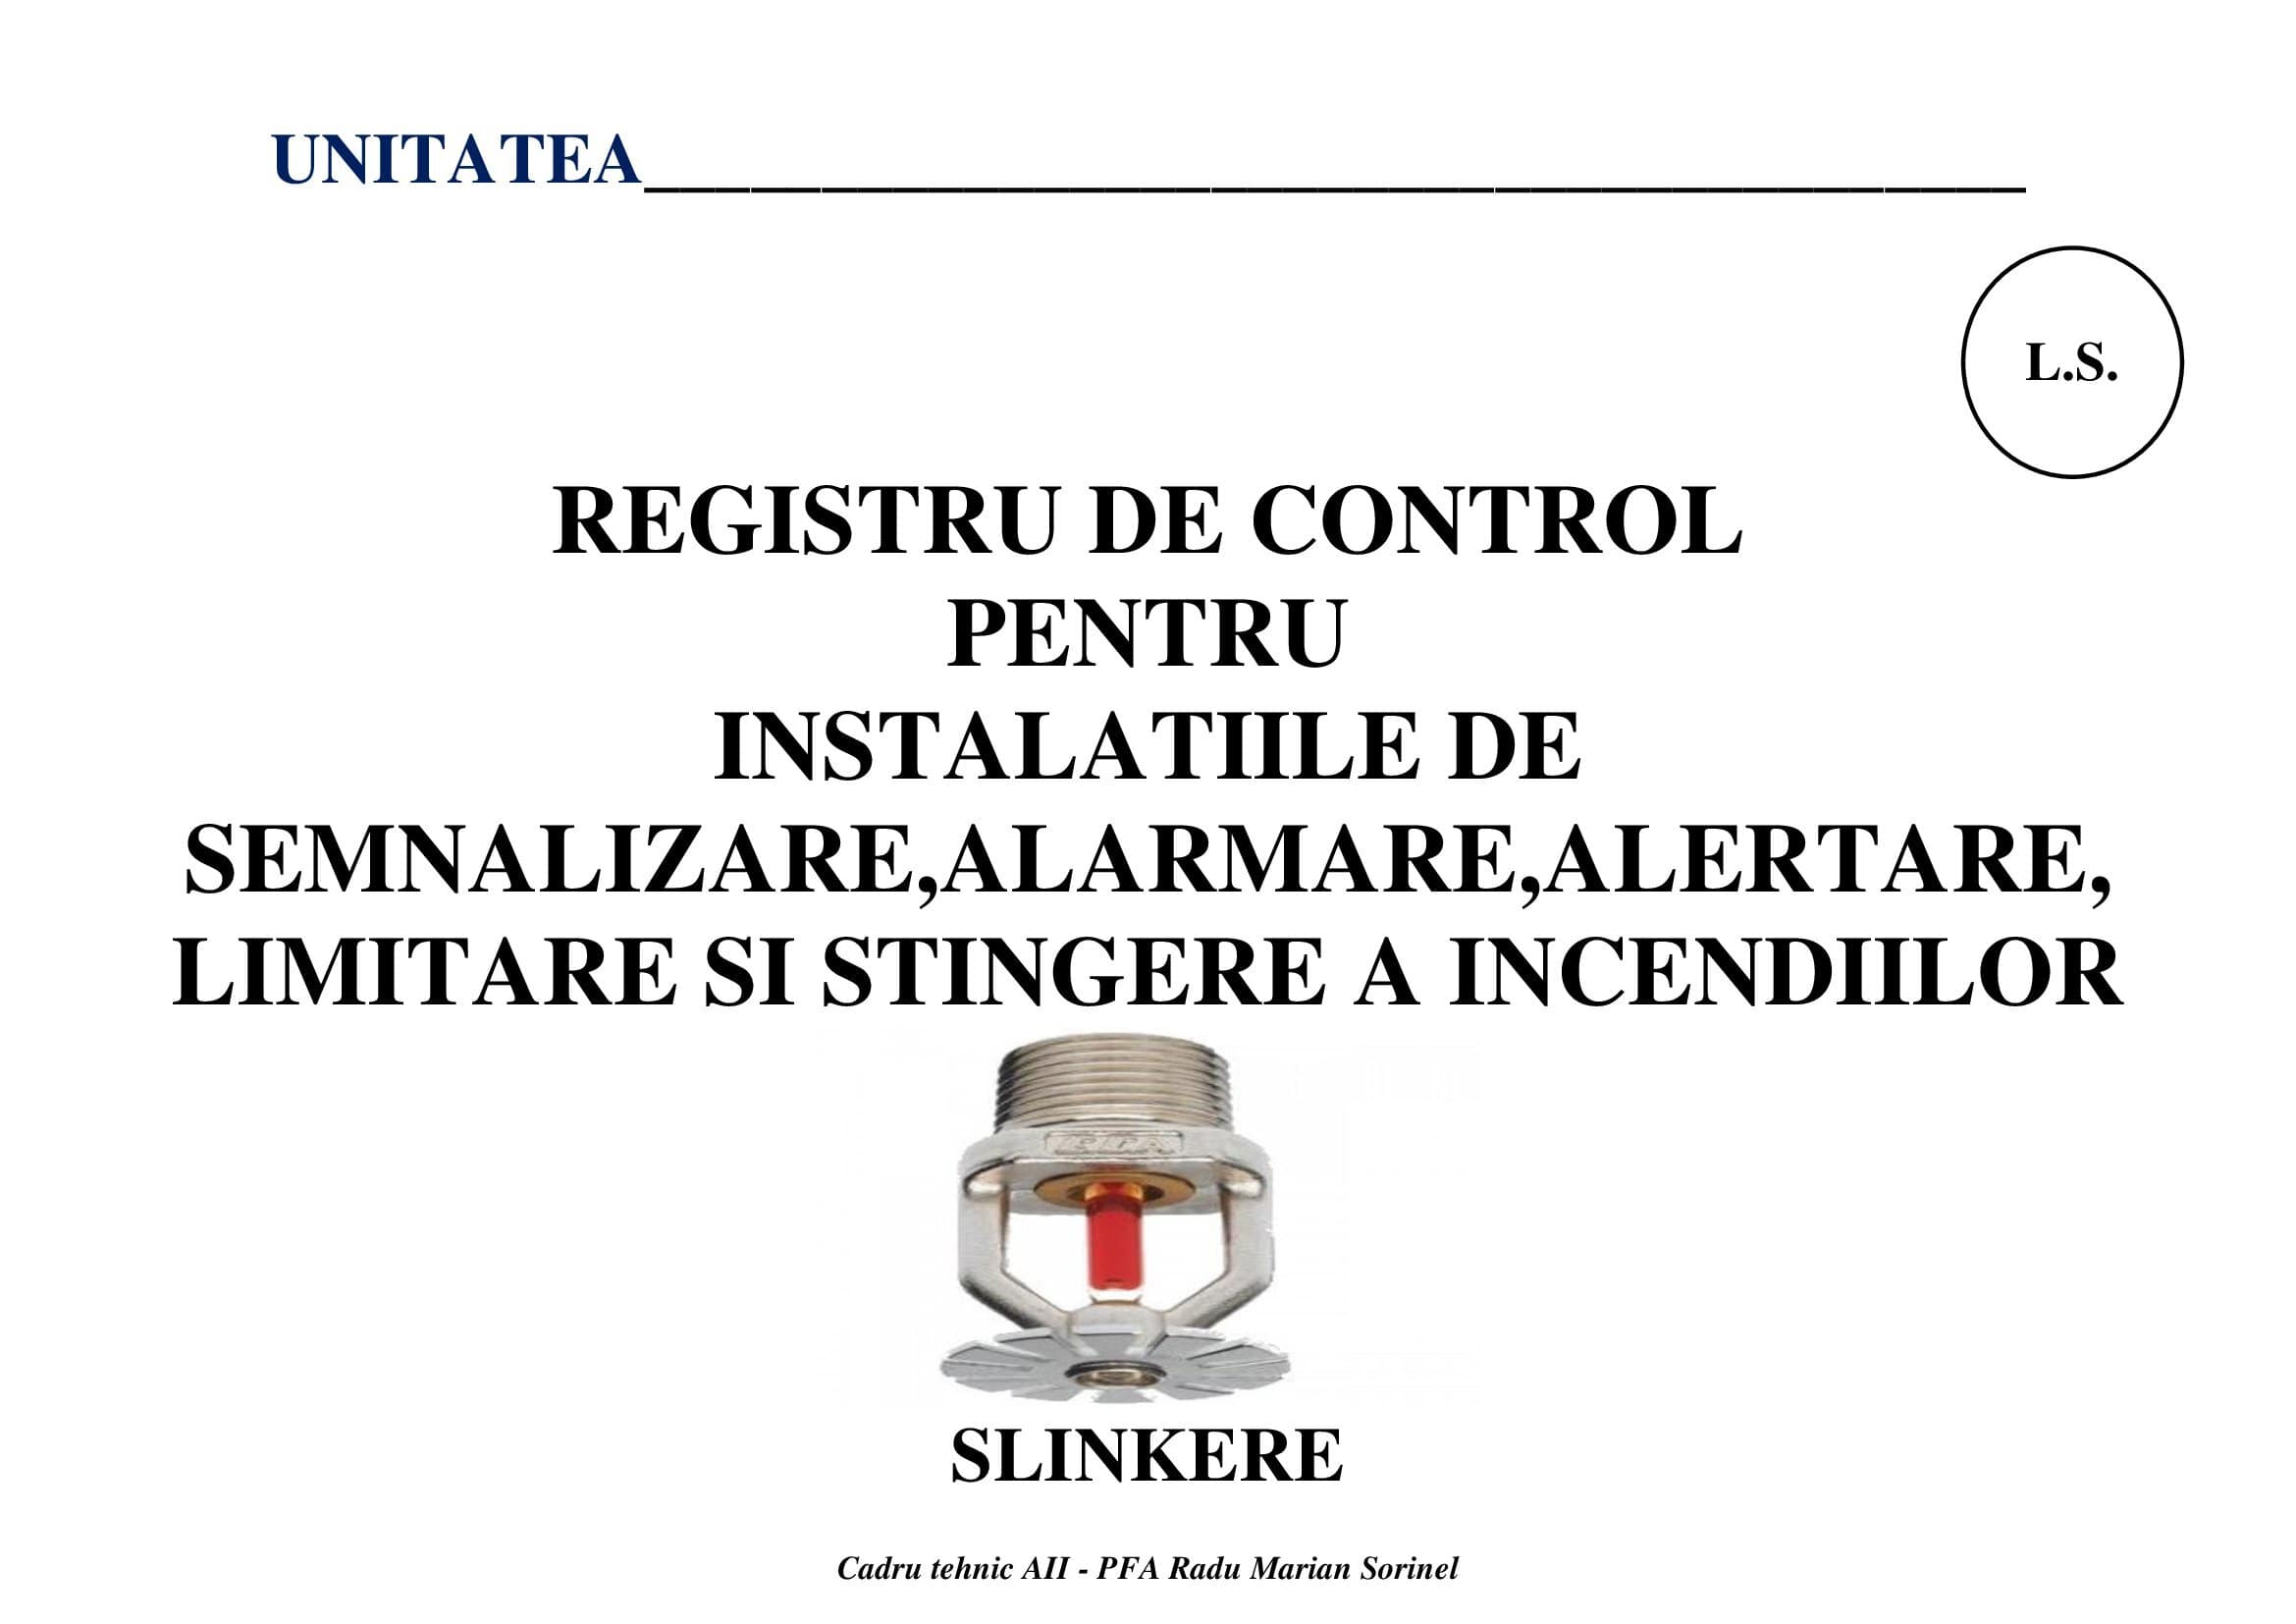 UNITATEA_______________________________________
L.S.
REGISTRU DE CONTROL
PENTRU
INSTALATIILE DE
SEMNALIZARE,ALARMARE,ALERTARE,
LIMITARE SI STINGERE A INCENDIILOR
SLINKERE
Cadru tehnic AII - PFA Radu Marian Sorinel